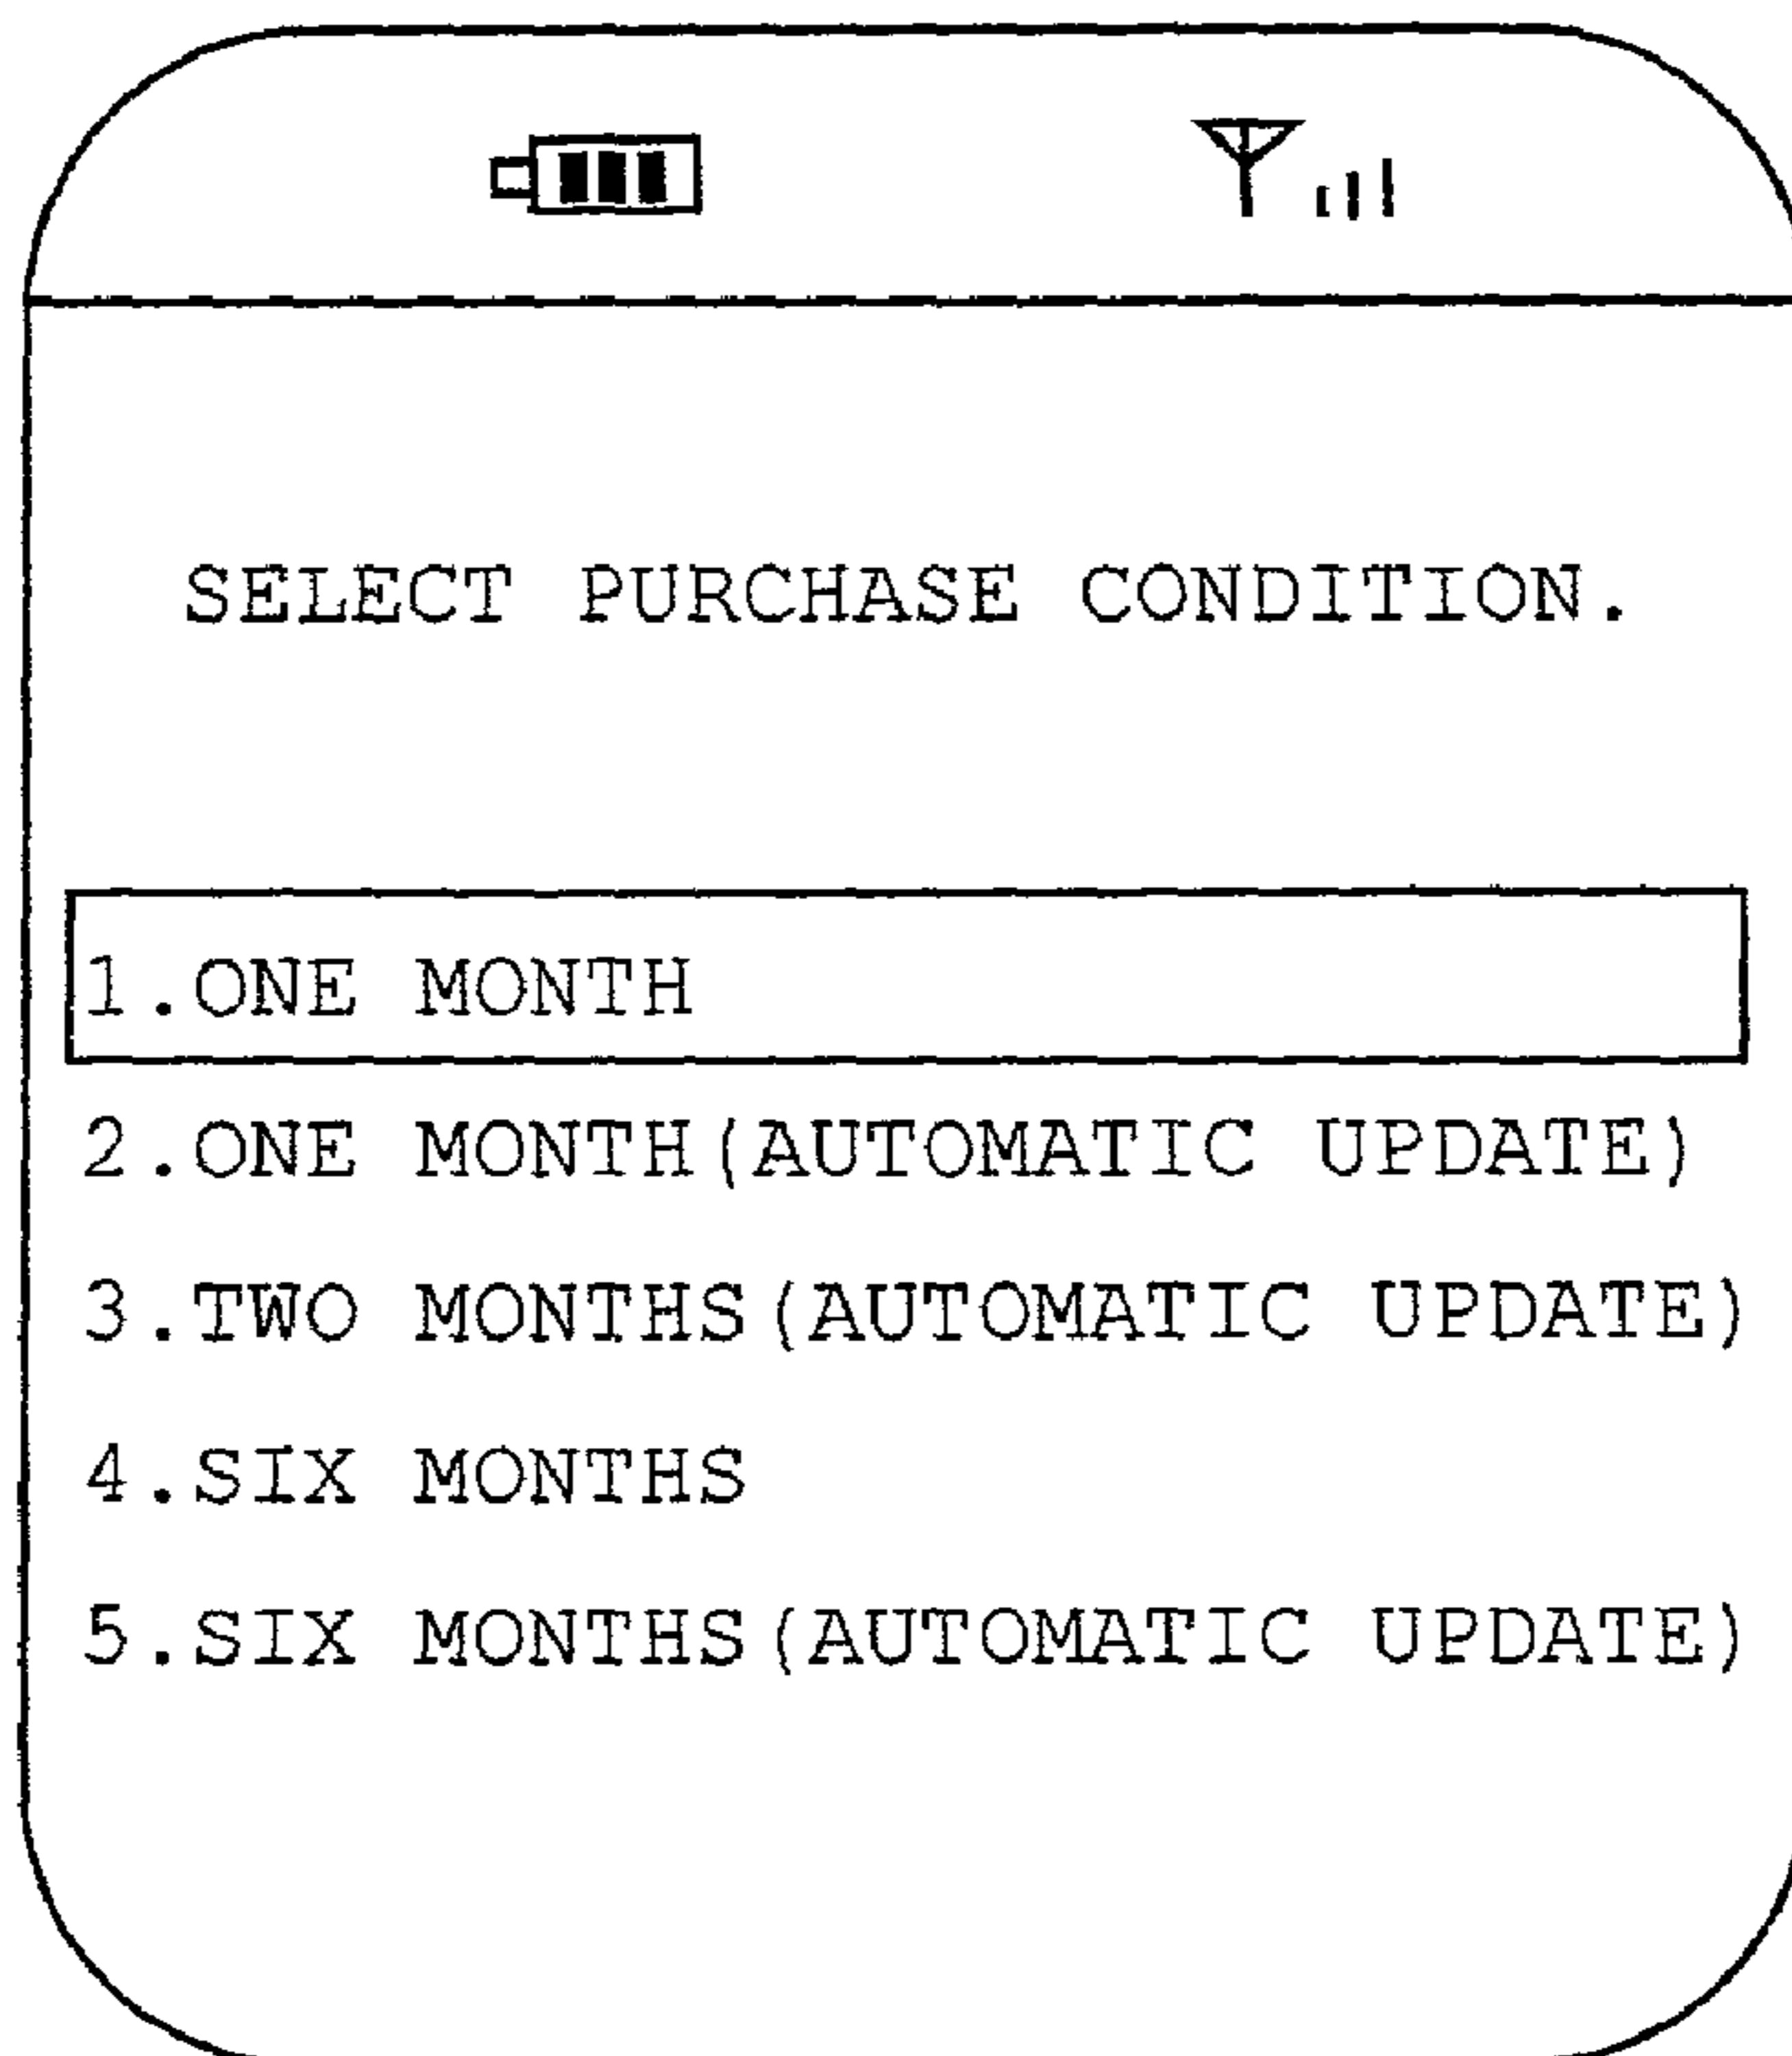 SELECT PURCHASE CONDITION.
1.ONE MONTH
2.ONE MONTH(AUTOMATIC UPDATE)
3.TWO MONTHS(AUTOMATIC UPDATE)
4.SIX MONTHS
5.SIX MONTHS(AUTOMATIC UPDATE)